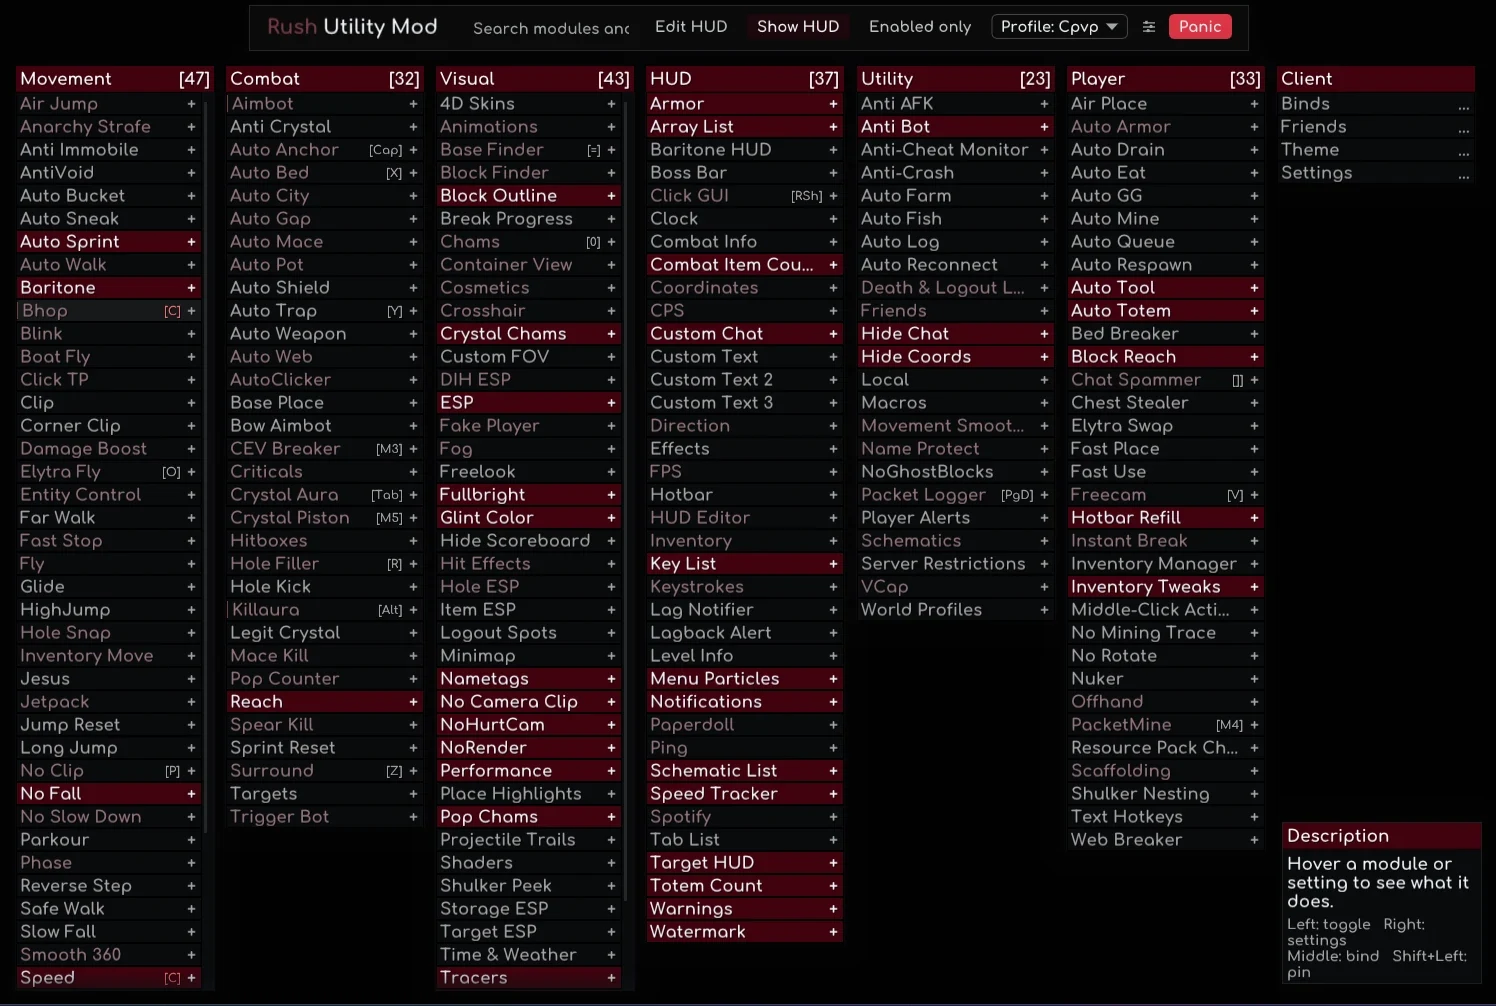 Rush Utility Mod
Search modules and
Edit HUD
Show HUD
Enabled only
Profile: Cpvp
Panic
Movement [47]
Air Jump +
Anarchy Strafe +
Anti Immobile +
AntiVoid +
Auto Bucket +
Auto Sneak +
Auto Sprint +
Auto Walk +
Baritone +
Bhop [C] +
Blink +
Boat Fly +
Click TP +
Clip +
Corner Clip +
Damage Boost +
Elytra Fly [O] +
Entity Control +
Far Walk +
Fast Stop +
Fly +
Glide +
HighJump +
Hole Snap +
Inventory Move +
Jesus +
Jetpack +
Jump Reset +
Long Jump +
No Clip [P] +
No Fall +
No Slow Down +
Parkour +
Phase +
Reverse Step +
Safe Walk +
Slow Fall +
Smooth 360 +
Speed [C] +
Combat [32]
Aimbot +
Anti Crystal +
Auto Anchor [Cap] +
Auto Bed [X] +
Auto City +
Auto Gap +
Auto Mace +
Auto Pot +
Auto Shield +
Auto Trap [Y] +
Auto Weapon +
Auto Web +
AutoClicker +
Base Place +
Bow Aimbot +
CEV Breaker [M3] +
Criticals +
Crystal Aura [Tab] +
Crystal Piston [M5] +
Hitboxes +
Hole Filler [R] +
Hole Kick +
Killaura [Alt] +
Legit Crystal +
Mace Kill +
Pop Counter +
Reach +
Spear Kill +
Sprint Reset +
Surround [Z] +
Targets +
Trigger Bot +
Visual [43]
4D Skins +
Animations +
Base Finder [=] +
Block Finder +
Block Outline +
Break Progress +
Chams [0] +
Container View +
Cosmetics +
Crosshair +
Crystal Chams +
Custom FOV +
DIH ESP +
ESP +
Fake Player +
Fog +
Freelook +
Fullbright +
Glint Color +
Hide Scoreboard +
Hit Effects +
Hole ESP +
Item ESP +
Logout Spots +
Minimap +
Nametags +
No Camera Clip +
NoHurtCam +
NoRender +
Performance +
Place Highlights +
Pop Chams +
Projectile Trails +
Shaders +
Shulker Peek +
Storage ESP +
Target ESP +
Time & Weather +
Tracers +
HUD [37]
Armor +
Array List +
Baritone HUD +
Boss Bar +
Click GUI [RSh] +
Clock +
Combat Info +
Combat Item Cou... +
Coordinates +
CPS +
Custom Chat +
Custom Text +
Custom Text 2 +
Custom Text 3 +
Direction +
Effects +
FPS +
Hotbar +
HUD Editor +
Inventory +
Key List +
Keystrokes +
Lag Notifier +
Lagback Alert +
Level Info +
Menu Particles +
Notifications +
Paperdoll +
Ping +
Schematic List +
Speed Tracker +
Spotify +
Tab List +
Target HUD +
Totem Count +
Warnings +
Watermark +
Utility [23]
Anti AFK +
Anti Bot +
Anti-Cheat Monitor +
Anti-Crash +
Auto Farm +
Auto Fish +
Auto Log +
Auto Reconnect +
Death & Logout L... +
Friends +
Hide Chat +
Hide Coords +
Local +
Macros +
Movement Smoot... +
Name Protect +
NoGhostBlocks +
Packet Logger [PgD] +
Player Alerts +
Schematics +
Server Restrictions +
VCap +
World Profiles +
Player [33]
Air Place +
Auto Armor +
Auto Drain +
Auto Eat +
Auto GG +
Auto Mine +
Auto Queue +
Auto Respawn +
Auto Tool +
Auto Totem +
Bed Breaker +
Block Reach +
Chat Spammer []] +
Chest Stealer +
Elytra Swap +
Fast Place +
Fast Use +
Freecam [V] +
Hotbar Refill +
Instant Break +
Inventory Manager +
Inventory Tweaks +
Middle-Click Acti... +
No Mining Trace +
No Rotate +
Nuker +
Offhand +
PacketMine [M4] +
Resource Pack Ch... +
Scaffolding +
Shulker Nesting +
Text Hotkeys +
Web Breaker +
Client
Binds ...
Friends ...
Theme ...
Settings ...
Description
Hover a module or
setting to see what it
does.
Left: toggle Right:
settings
Middle: bind Shift+Left:
pin